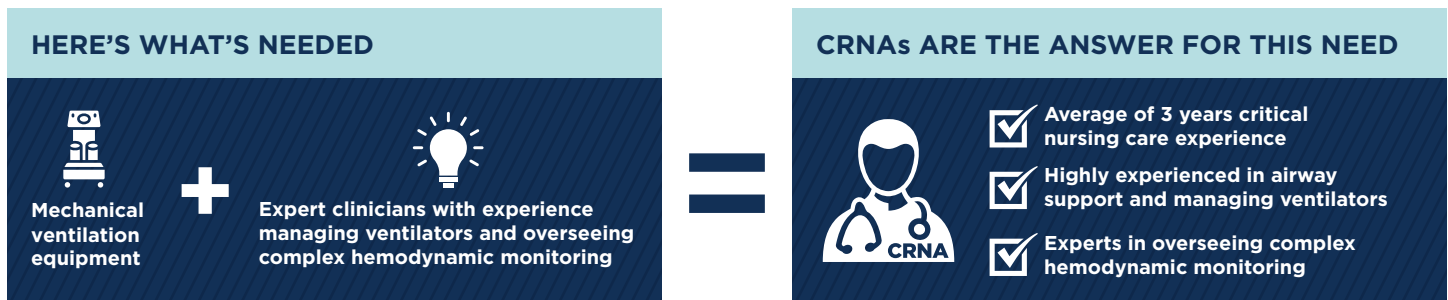 HERE'S WHAT'S NEEDED
Mechanical
ventilation
equipment
+
Expert clinicians with experience
managing ventilators and overseeing
complex hemodynamic monitoring
=
CRNAs ARE THE ANSWER FOR THIS NEED
CRNA
Average of 3 years critical
nursing care experience
Highly experienced in airway
support and managing ventilators
Experts in overseeing complex
hemodynamic monitoring